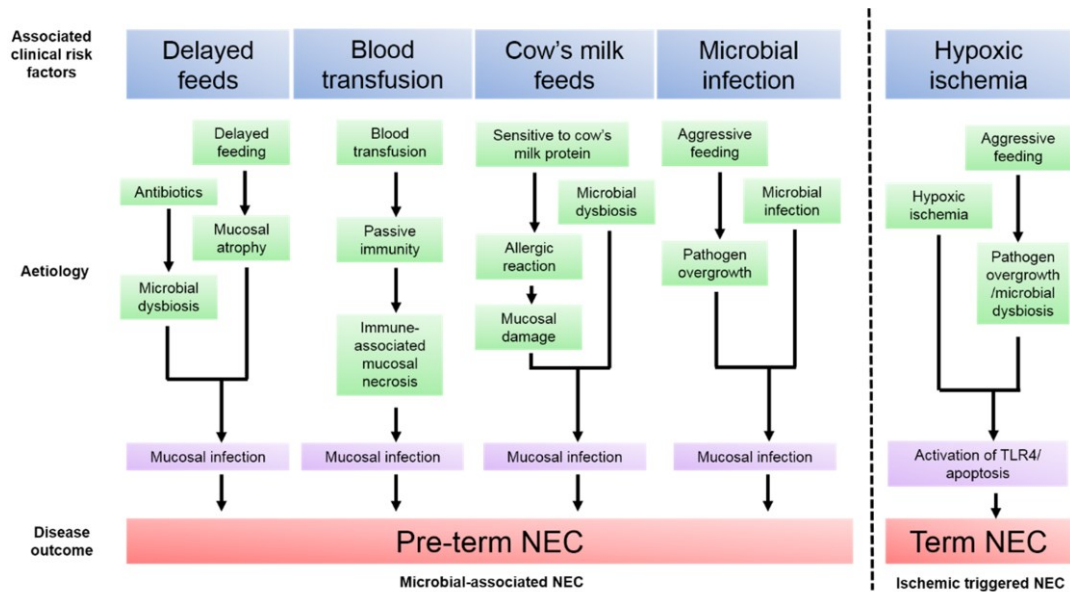 Associated
clinical risk
factors
Delayed
feeds
Blood
transfusion
Cow's milk
feeds
Microbial
infection
Hypoxic
ischemia
Aetiology
Delayed
feeding
Antibiotics
Mucosal
atrophy
Microbial
dysbiosis
Blood
transfusion
Passive
immunity
Immune-
associated
mucosal
necrosis
Sensitive to cow's
milk protein
Microbial
dysbiosis
Allergic
reaction
Mucosal
damage
Aggressive
feeding
Microbial
infection
Pathogen
overgrowth
Aggressive
feeding
Hypoxic
ischemia
Pathogen
overgrowth
/microbial
dysbiosis
Mucosal infection
Mucosal infection
Mucosal infection
Mucosal infection
Activation of TLR4/
apoptosis
Disease
outcome
Pre-term NEC
Term NEC
Microbial-associated NEC
Ischemic triggered NEC